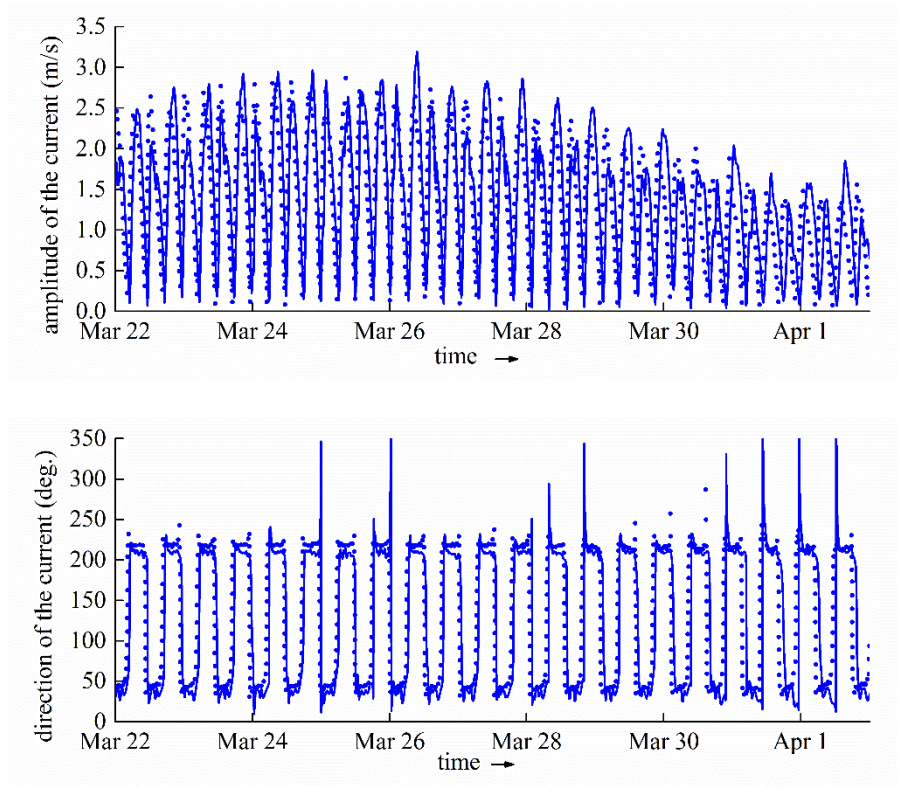 amplitude of the current (m/s)
3.5
3.0
2.5
2.0
1.5
1.0
0.5
0.0
Mar 22 Mar 24 Mar 26 Mar 28 Mar 30 Apr 1
time →
direction of the current (deg.)
350
300
250
200
150
100
50
0
Mar 22 Mar 24 Mar 26 Mar 28 Mar 30 Apr 1
time →